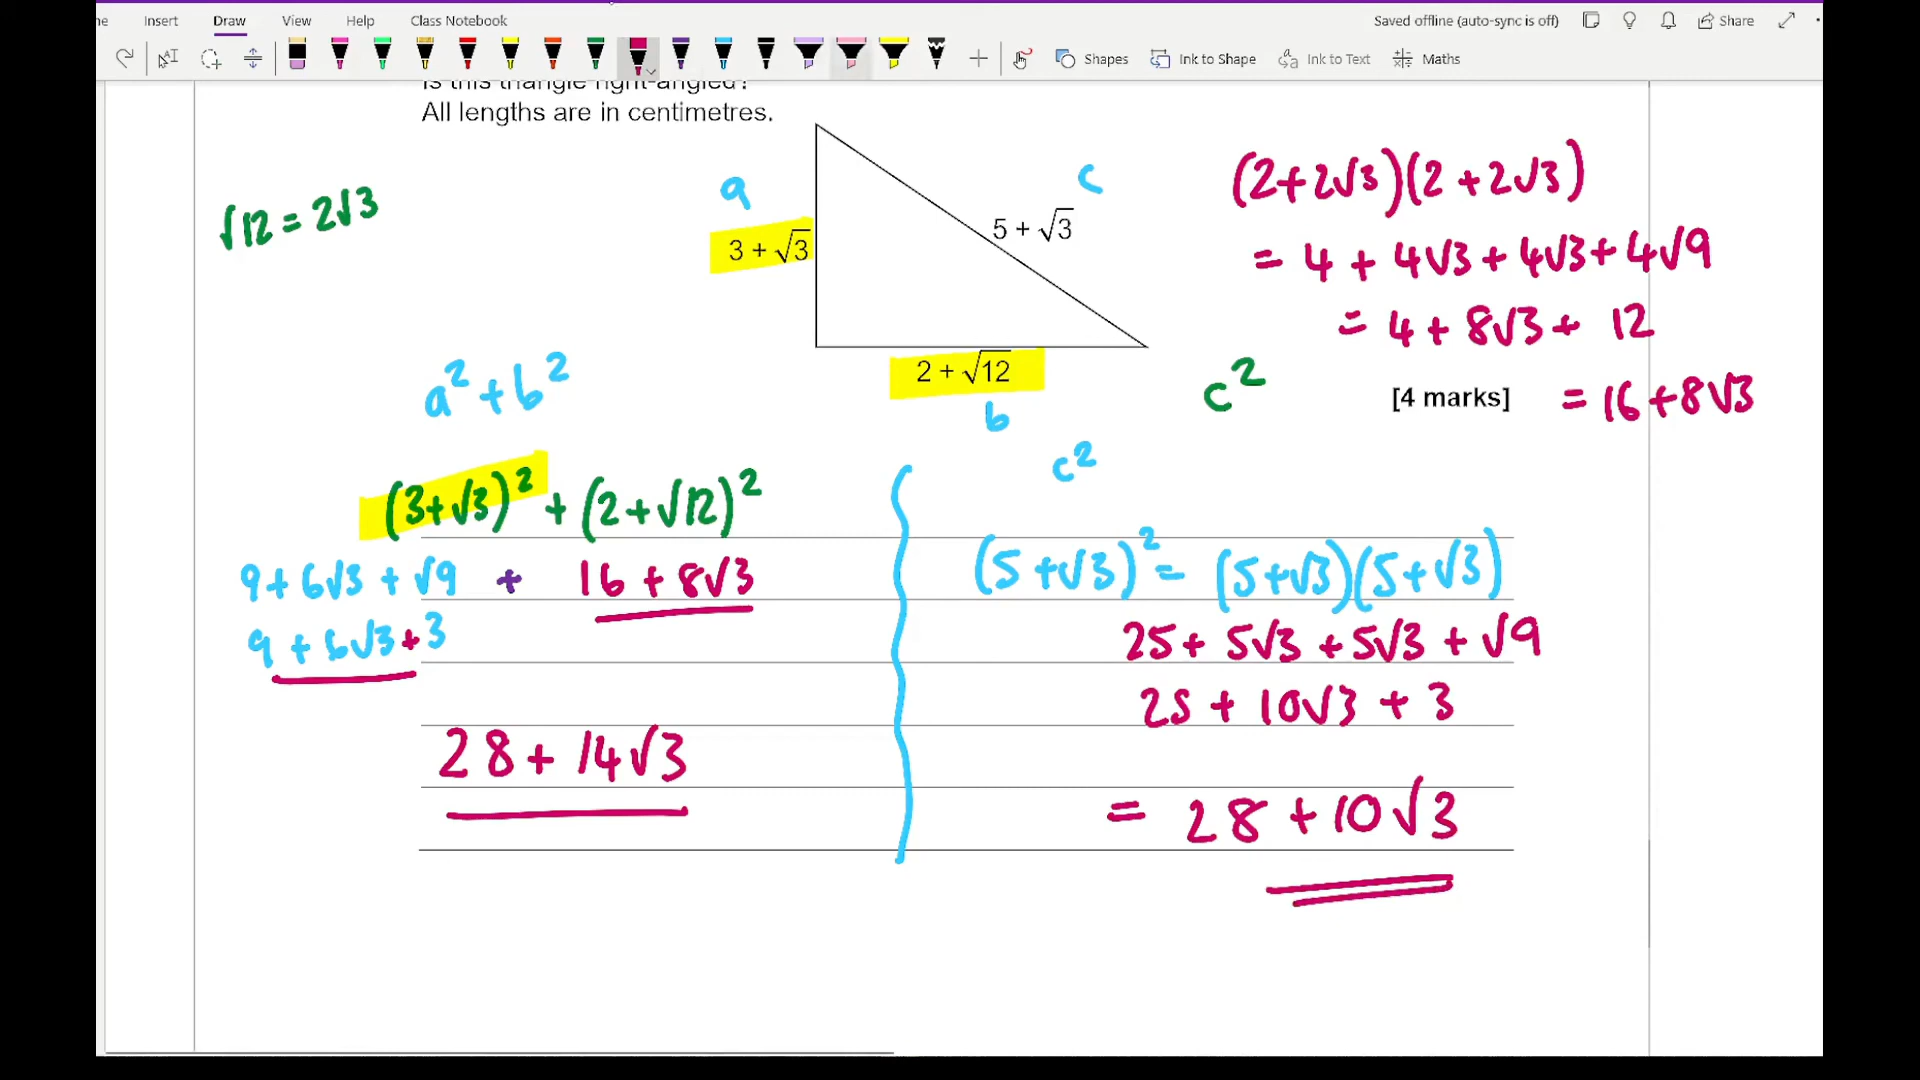 Insert Draw View Help Class Notebook Saved offline (auto-sync is off) Share
Shapes Ink to Shape Ink to Text Maths
Is this triangle right-angled?
All lengths are in centimetres.
√12 = 2√3
a
3 + √3
c
5 + √3
2 + √12
b
(2+2√3)(2+2√3)
= 4 + 4√3 + 4√3 + 4√9
= 4 + 8√3 + 12
[4 marks] = 16+8√3
a² + b²
c²
c²
(3+√3)² + (2+√12)²
9 + 6√3 + √9 + 16 + 8√3
9 + 6√3 + 3
28 + 14√3
(5+√3)² = (5+√3)(5+√3)
25 + 5√3 + 5√3 + √9
25 + 10√3 + 3
= 28 + 10√3